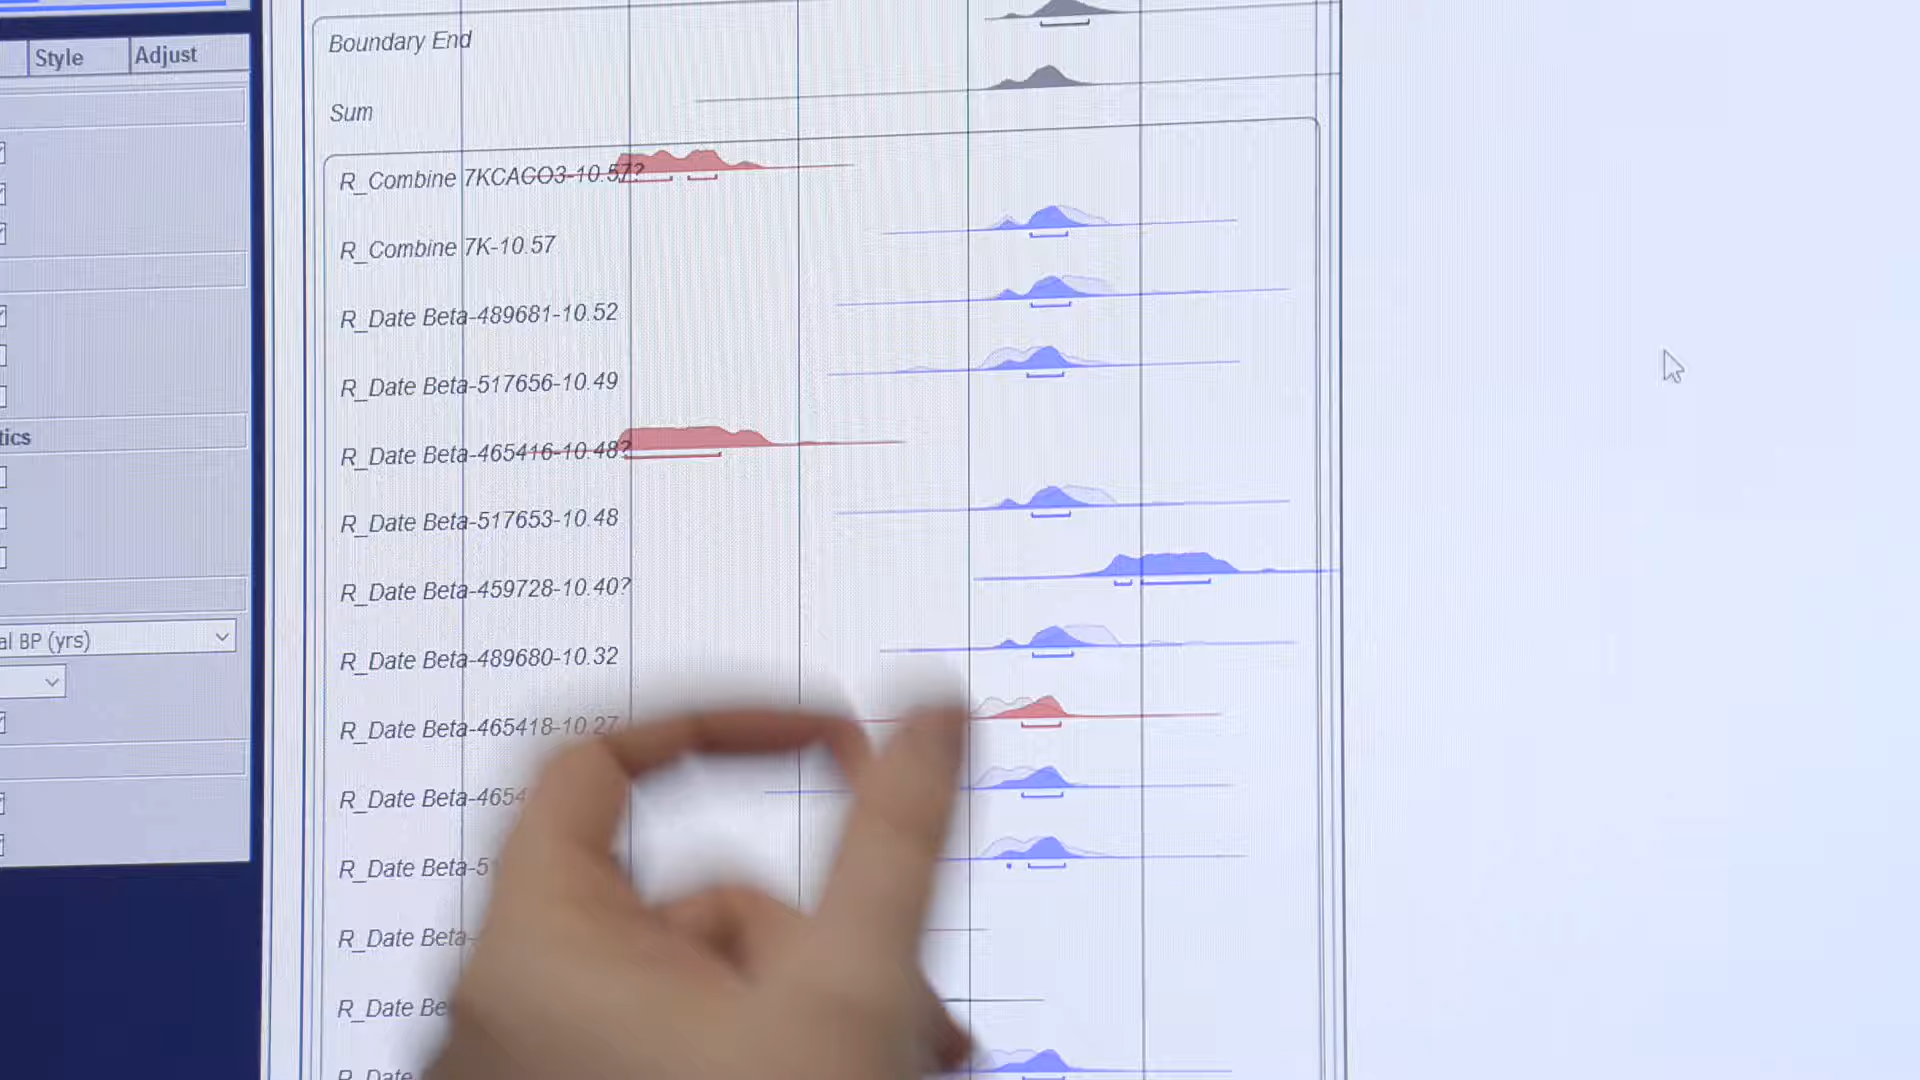 Style Adjust
tics
al BP (yrs)
Boundary End
Sum
R_Combine 7KCACO3-10.57?
R_Combine 7K-10.57
R_Date Beta-489681-10.52
R_Date Beta-517656-10.49
R_Date Beta-465416-10.48?
R_Date Beta-517653-10.48
R_Date Beta-459728-10.40?
R_Date Beta-489680-10.32
R_Date Beta-465418-10.27
R_Date Beta-4654
R_Date Beta-5
R_Date Beta-
R_Date Be
R_Date